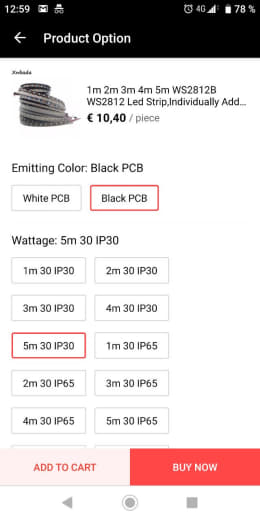 12:59
4G
78 %
Product Option
Xwbada
1m 2m 3m 4m 5m WS2812B
WS2812 Led Strip,Individually Add...
€ 10,40 / piece
Emitting Color: Black PCB
White PCB
Black PCB
Wattage: 5m 30 IP30
1m 30 IP30
2m 30 IP30
3m 30 IP30
4m 30 IP30
5m 30 IP30
1m 30 IP65
2m 30 IP65
3m 30 IP65
4m 30 IP65
5m 30 IP65
ADD TO CART
BUY NOW